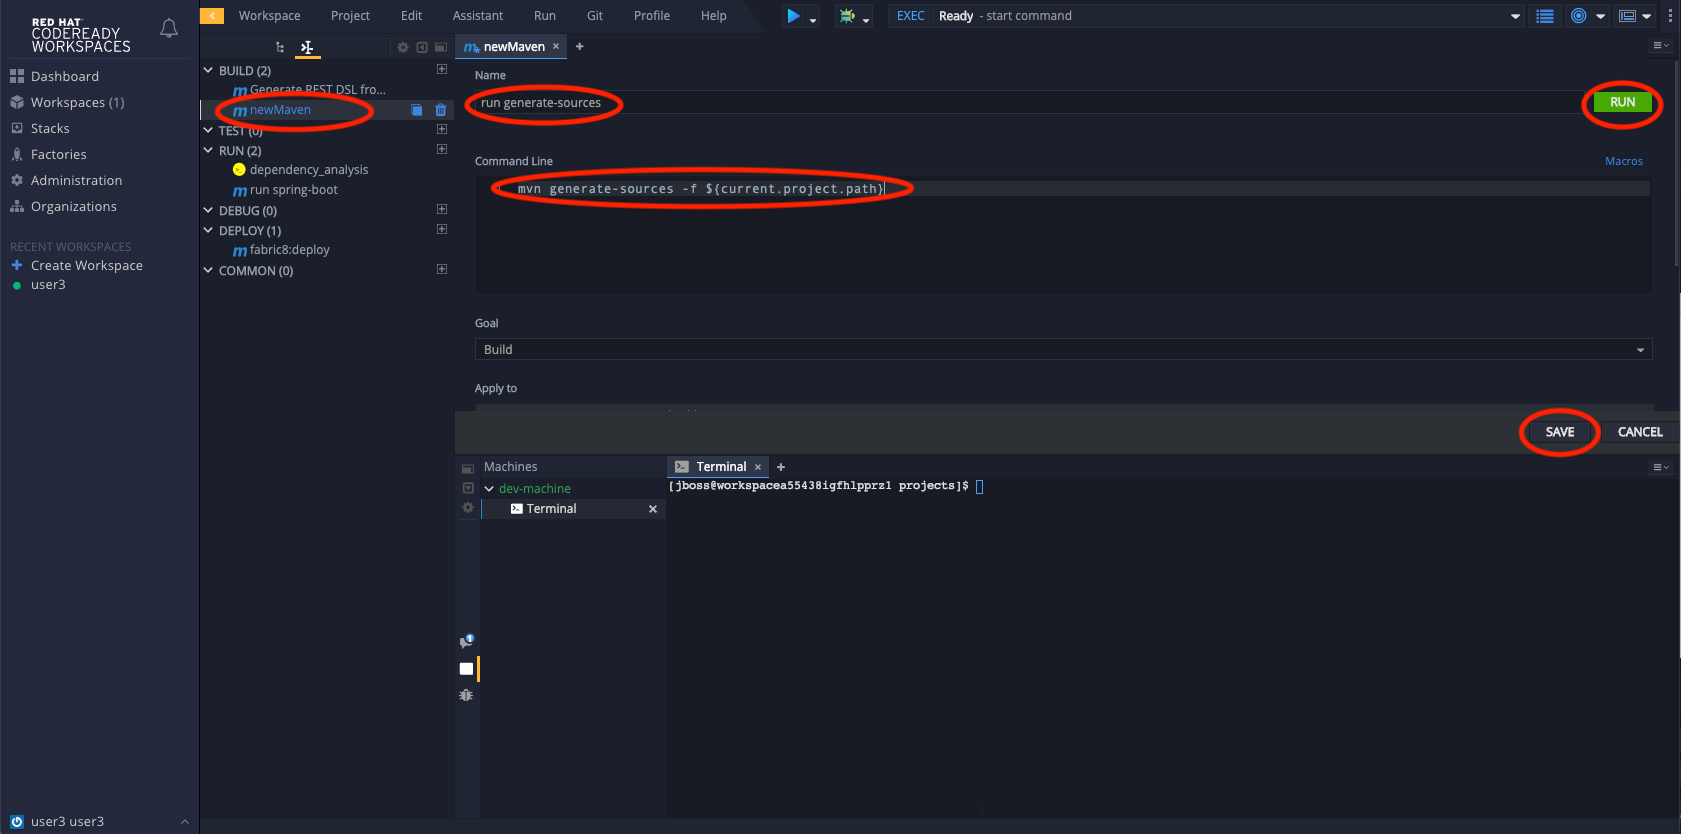 RED HAT
CODEREADY
WORKSPACES
Dashboard
Workspaces (1)
Stacks
Factories
Administration
Organizations
RECENT WORKSPACES
Create Workspace
user3
user3 user3
Workspace Project Edit Assistant Run Git Profile Help
EXEC Ready - start command
BUILD (2)
Generate REST DSL fro...
newMaven
TEST (0)
RUN (2)
dependency_analysis
run spring-boot
DEBUG (0)
DEPLOY (1)
fabric8:deploy
COMMON (0)
newMaven
Name
run generate-sources
RUN
Command Line
Macros
mvn generate-sources -f ${current.project.path}
Goal
Build
Apply to
SAVE CANCEL
Machines
dev-machine
Terminal
Terminal
[jboss@workspacea55438igfhlpprz1 projects]$
1